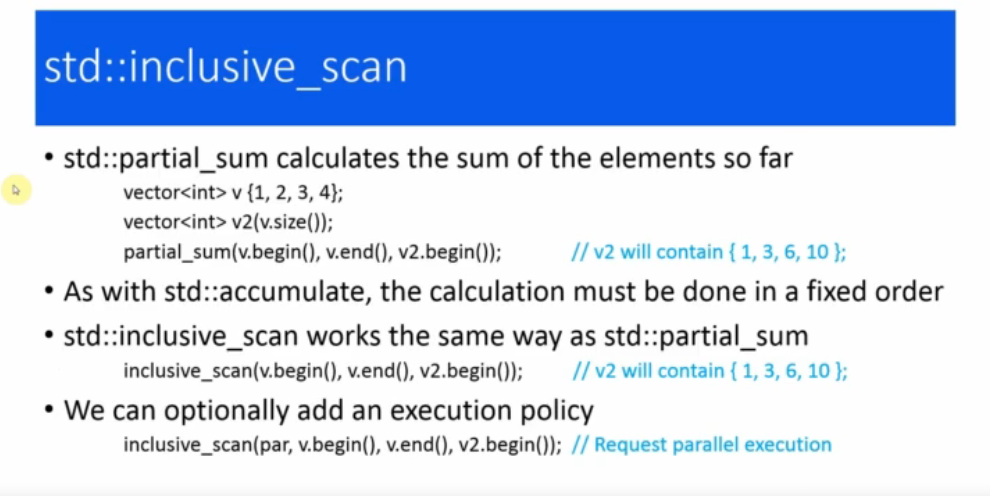 std::inclusive_scan
• std::partial_sum calculates the sum of the elements so far
vector<int> v {1, 2, 3, 4};
vector<int> v2(v.size());
partial_sum(v.begin(), v.end(), v2.begin()); // v2 will contain { 1, 3, 6, 10 };
• As with std::accumulate, the calculation must be done in a fixed order
• std::inclusive_scan works the same way as std::partial_sum
inclusive_scan(v.begin(), v.end(), v2.begin()); // v2 will contain { 1, 3, 6, 10 };
• We can optionally add an execution policy
inclusive_scan(par, v.begin(), v.end(), v2.begin()); // Request parallel execution